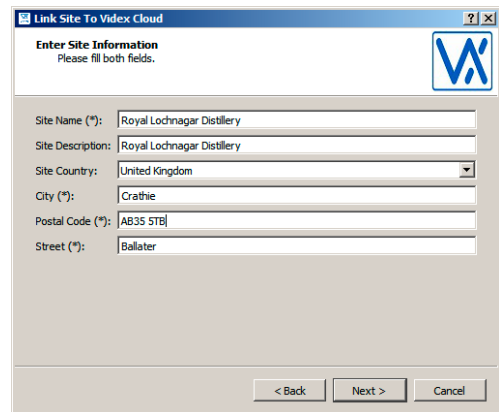 Link Site To Videx Cloud
Enter Site Information
Please fill both fields.
Site Name (*): Royal Lochnagar Distillery
Site Description: Royal Lochnagar Distillery
Site Country: United Kingdom
City (*): Crathie
Postal Code (*): AB35 5TB
Street (*): Ballater
< Back Next > Cancel